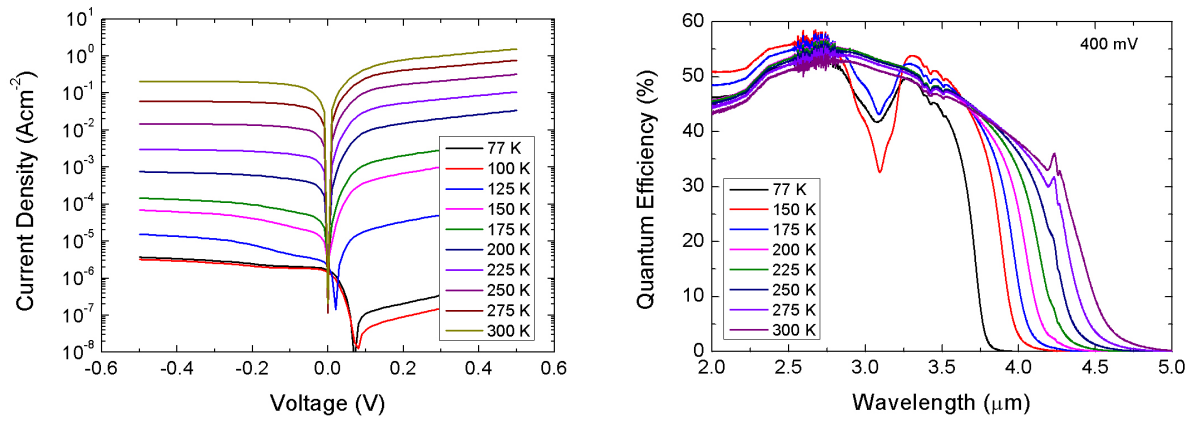 Current Density (Acm⁻²)
10¹
10⁰
10⁻¹
10⁻²
10⁻³
10⁻⁴
10⁻⁵
10⁻⁶
10⁻⁷
10⁻⁸
77 K
100 K
125 K
150 K
175 K
200 K
225 K
250 K
275 K
300 K
-0.6 -0.4 -0.2 0.0 0.2 0.4 0.6
Voltage (V)
Quantum Efficiency (%)
60
50
40
30
20
10
0
400 mV
77 K
150 K
175 K
200 K
225 K
250 K
275 K
300 K
2.0 2.5 3.0 3.5 4.0 4.5 5.0
Wavelength (μm)